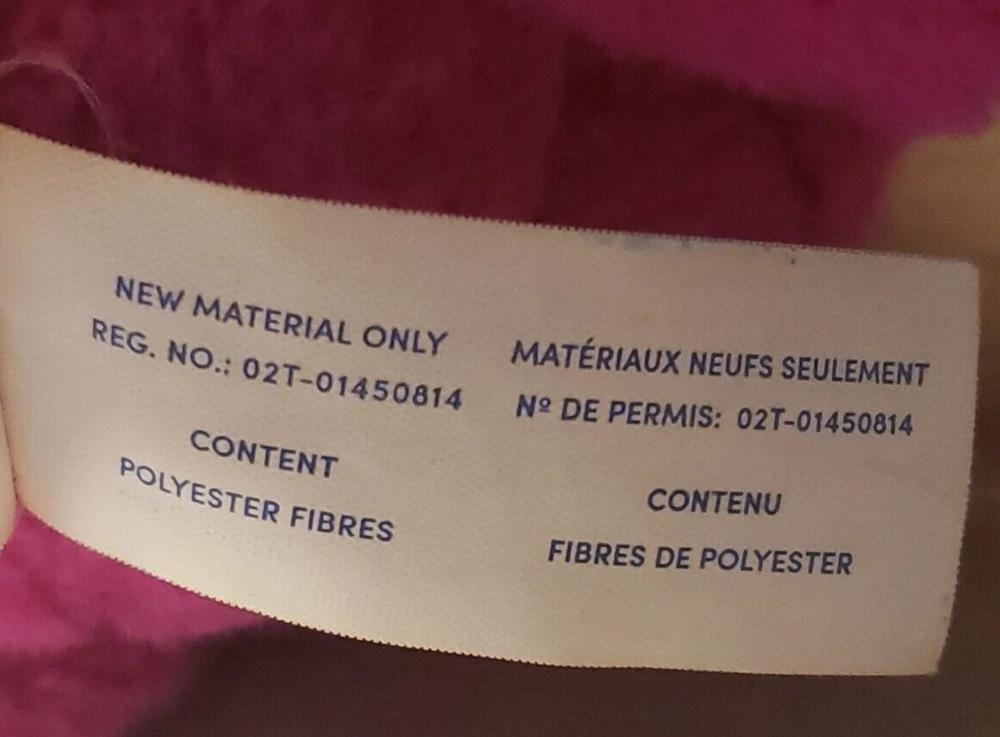 NEW MATERIAL ONLY
REG. NO.: 02T-01450814
CONTENT
POLYESTER FIBRES
MATÉRIAUX NEUFS SEULEMENT
Nº DE PERMIS: 02T-01450814
CONTENU
FIBRES DE POLYESTER